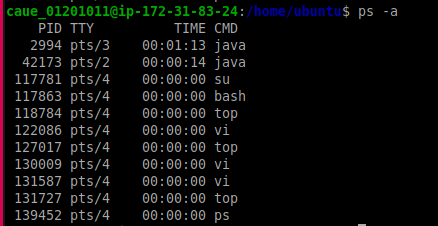 caue_01201011@ip-172-31-83-24:/home/ubuntu$ ps -a
PID TTY TIME CMD
2994 pts/3 00:01:13 java
42173 pts/2 00:00:14 java
117781 pts/4 00:00:00 su
117863 pts/4 00:00:00 bash
118784 pts/4 00:00:00 top
122086 pts/4 00:00:00 vi
127017 pts/4 00:00:00 top
130009 pts/4 00:00:00 vi
131587 pts/4 00:00:00 vi
131727 pts/4 00:00:00 top
139452 pts/4 00:00:00 ps